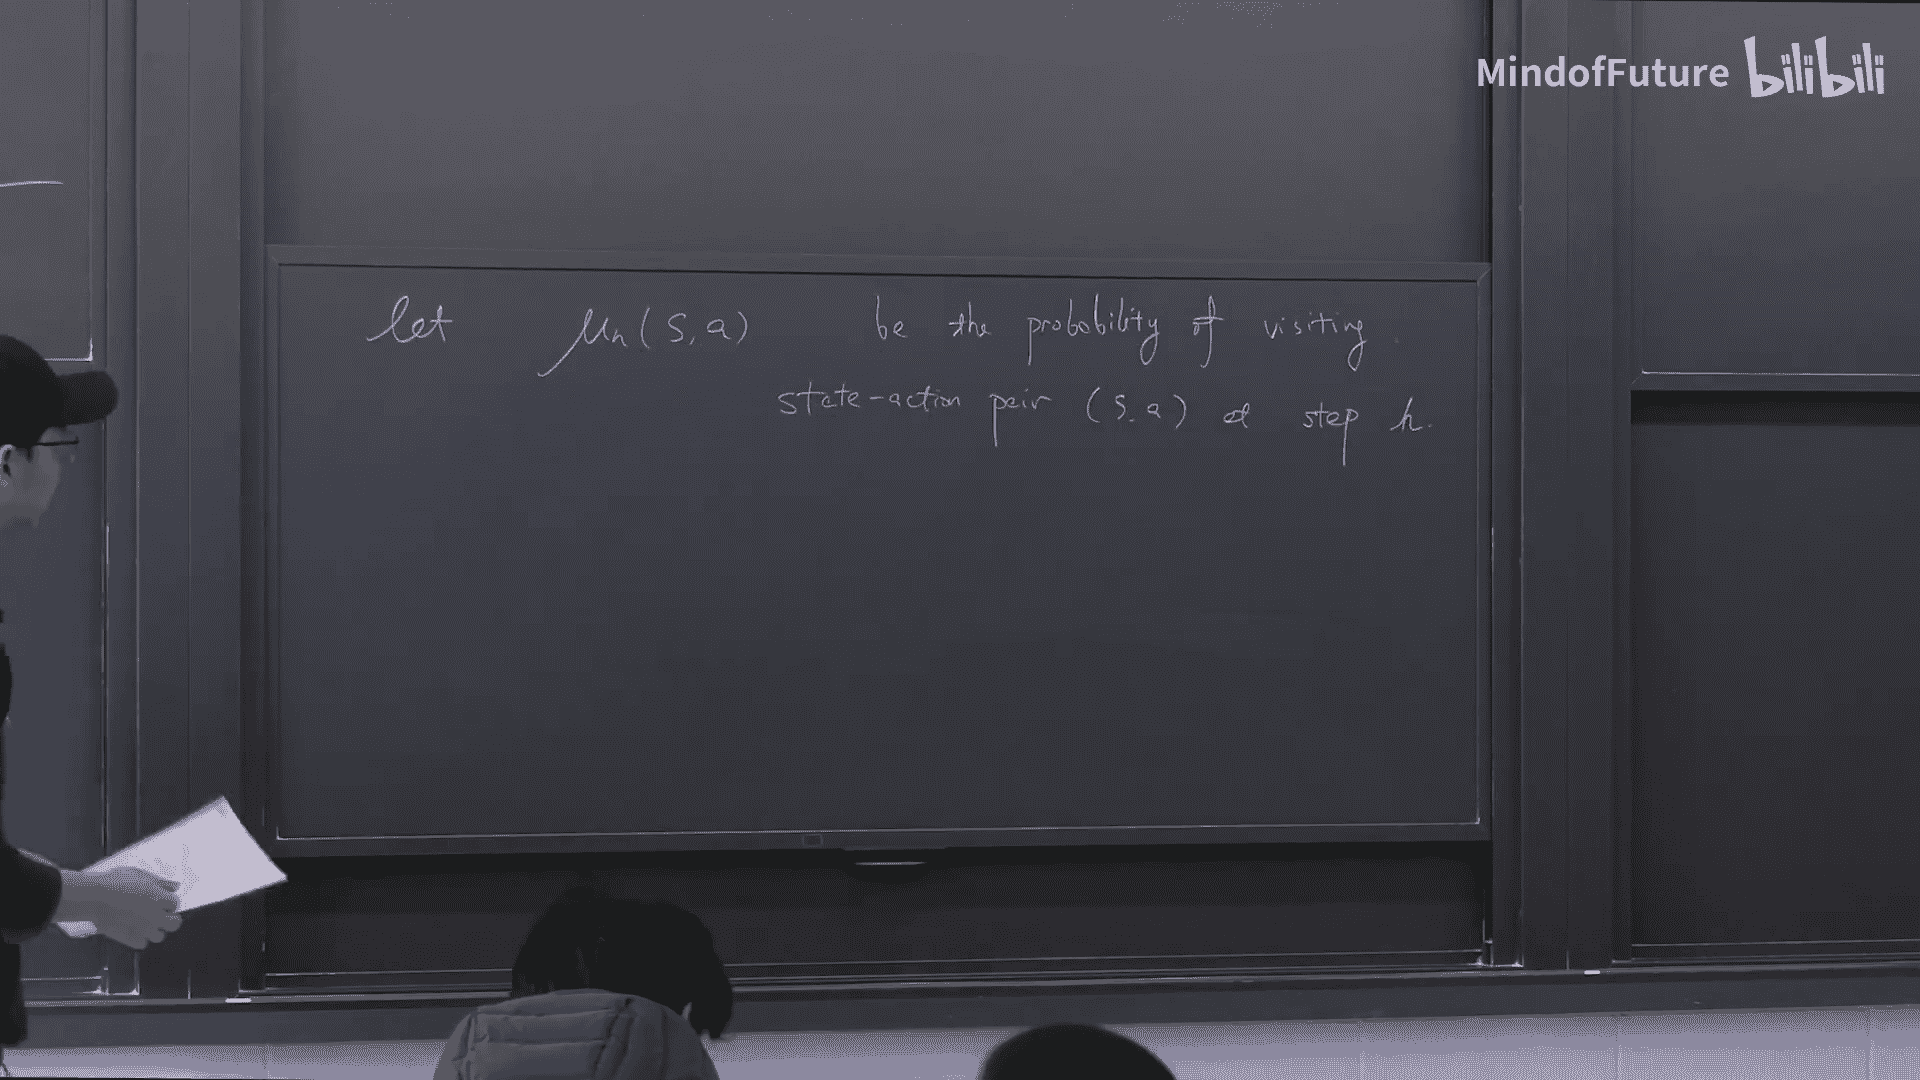 MindofFuture bilibili
let μₕ(s,a) be the probability of visiting
state-action pair (s,a) at step h.